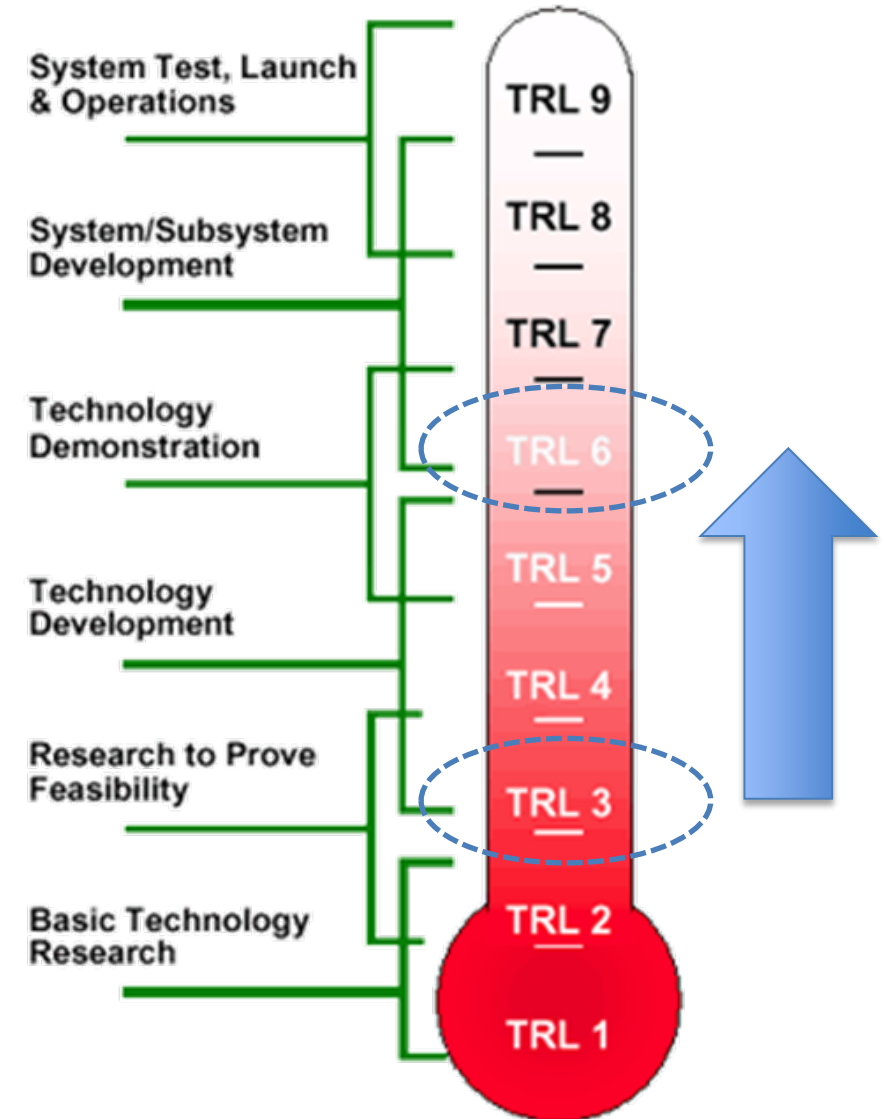 System Test, Launch
& Operations
System/Subsystem
Development
Technology
Demonstration
Technology
Development
Research to Prove
Feasibility
Basic Technology
Research
TRL 9
TRL 8
TRL 7
TRL 6
TRL 5
TRL 4
TRL 3
TRL 2
TRL 1